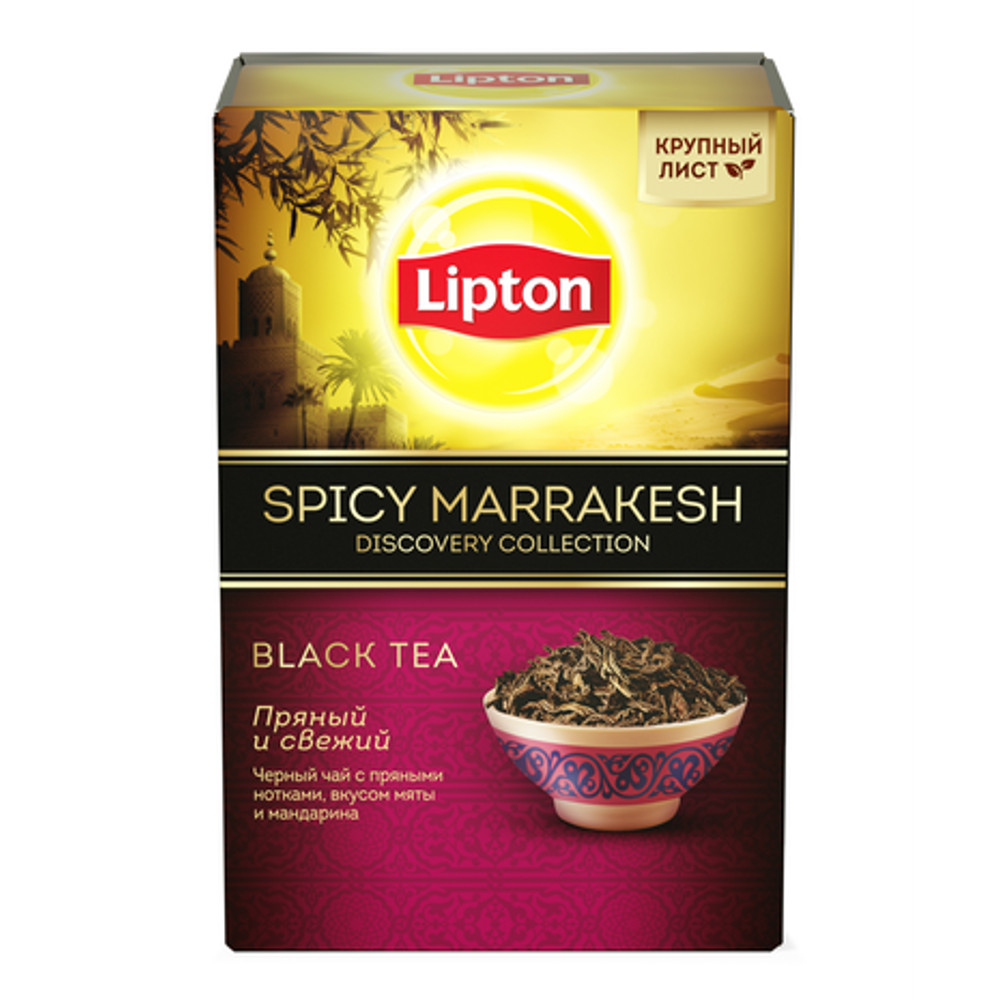 Lipton
КРУПНЫЙ
ЛИСТ
Lipton
SPICY MARRAKESH
DISCOVERY COLLECTION
BLACK TEA
Пряный
и свежий
Черный чай с пряными
нотками, вкусом мяты
и мандарина